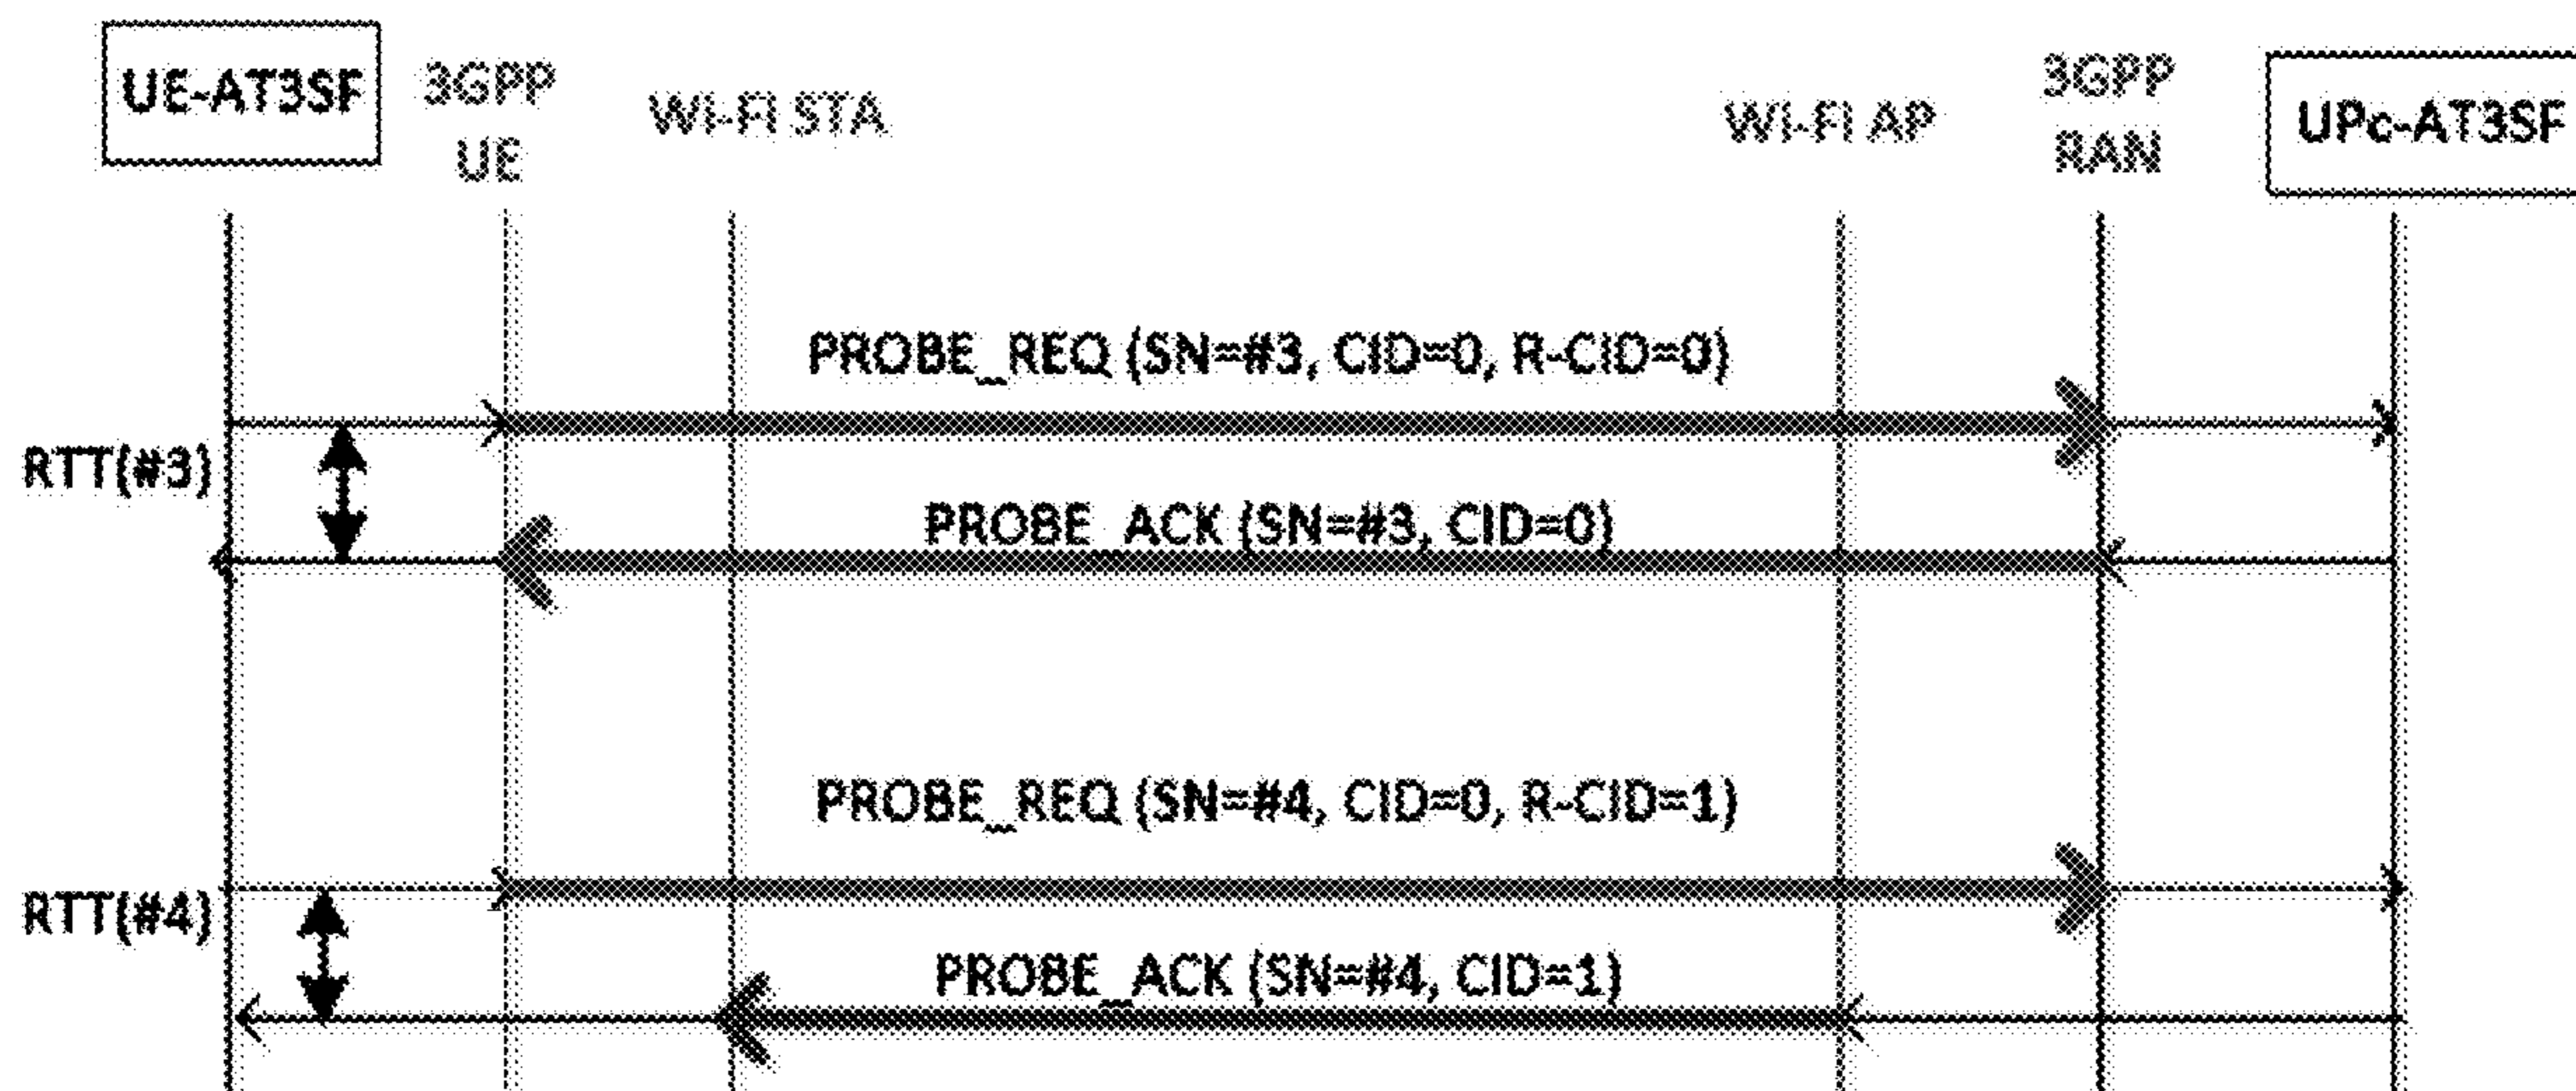 UE-AT3SF
3GPP
UE
Wi-Fi STA
Wi-Fi AP
3GPP
RAN
UPc-AT3SF
PROBE_REQ (SN=#3, CID=0, R-CID=0)
RTT(#3)
PROBE_ACK (SN=#3, CID=0)
PROBE_REQ (SN=#4, CID=0, R-CID=1)
RTT(#4)
PROBE_ACK (SN=#4, CID=1)